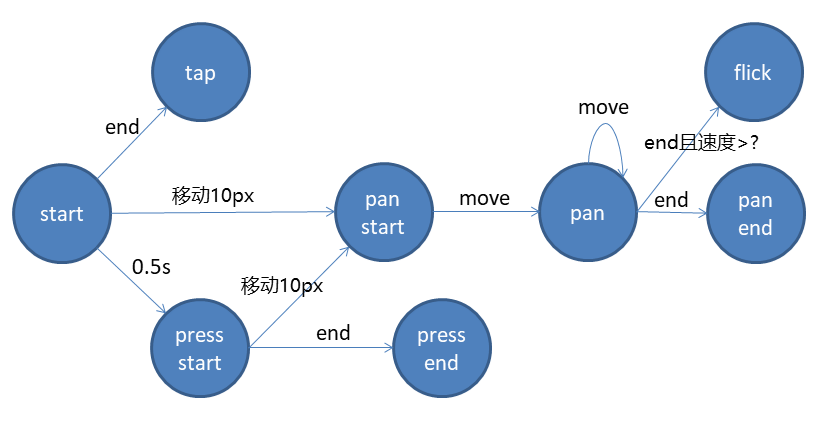 tap
flick
move
end
end且速度>?
移动10px
start
pan
start
move
pan
end
pan
end
0.5s
移动10px
press
start
end
press
end